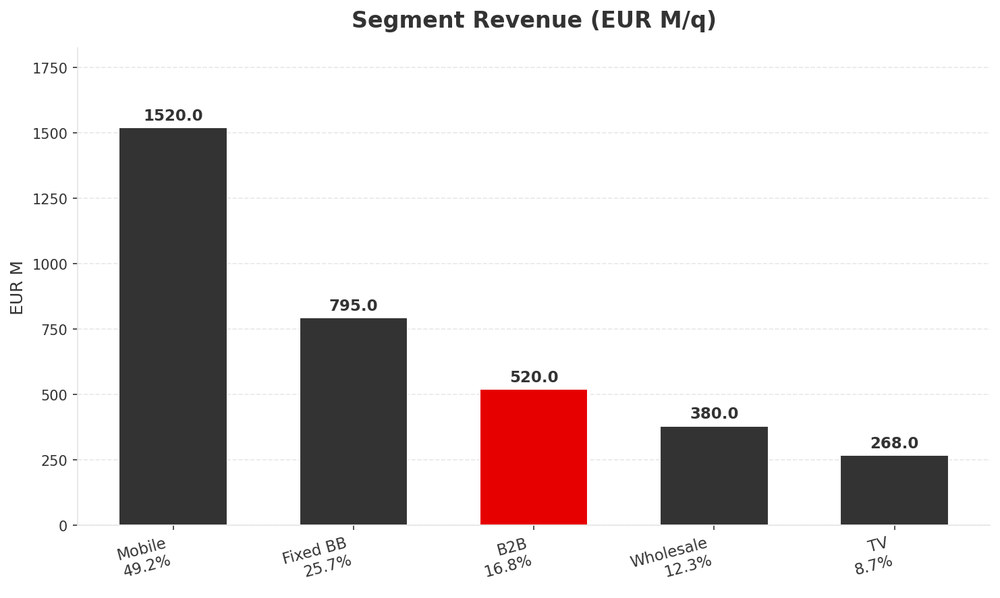 Segment Revenue (EUR M/q)
EUR M
1750
1500
1250
1000
750
500
250
0
1520.0
795.0
520.0
380.0
268.0
Mobile
49.2%
Fixed BB
25.7%
B2B
16.8%
Wholesale
12.3%
TV
8.7%